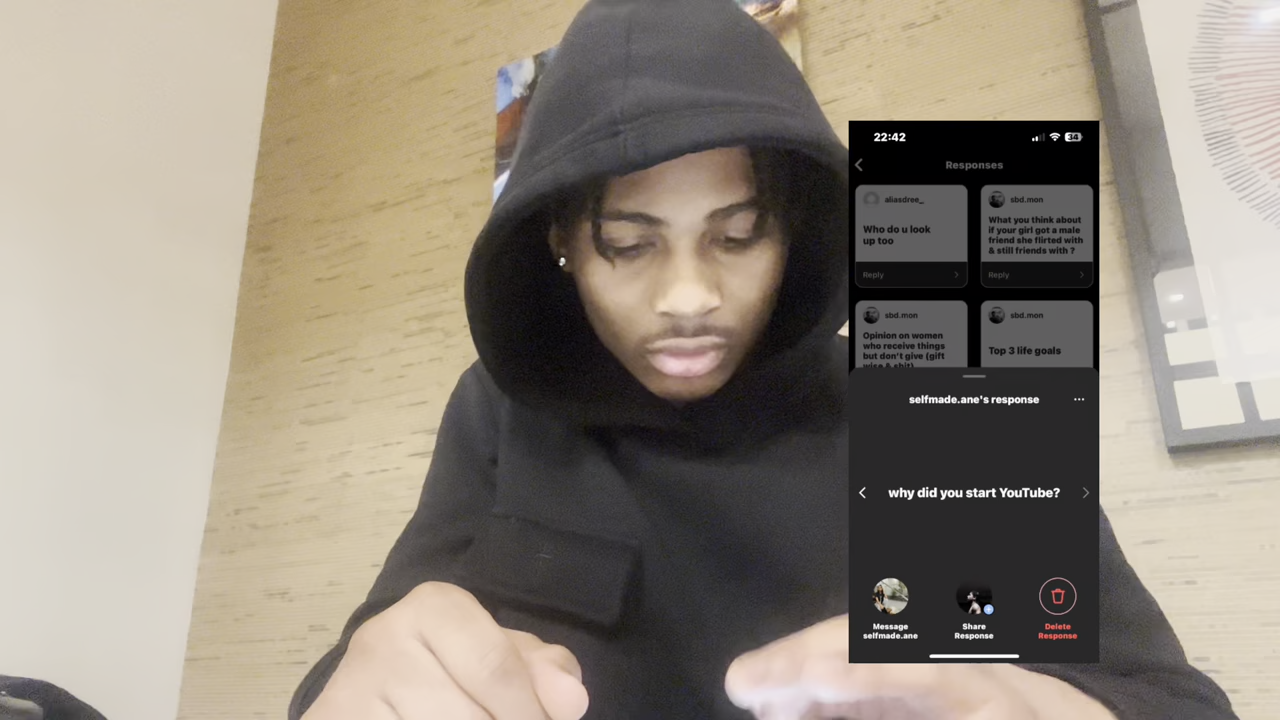 22:42
34
Responses
aliasdree_
Who do u look
up too
Reply
sbd.mon
What you think about
if your girl got a male
friend she flirted with
& still friends with ?
Reply
sbd.mon
Opinion on women
who receive things
but don't give (gift
wise & shit)
sbd.mon
Top 3 life goals
selfmade.ane's response
why did you start YouTube?
Message
selfmade.ane
Share
Response
Delete
Response